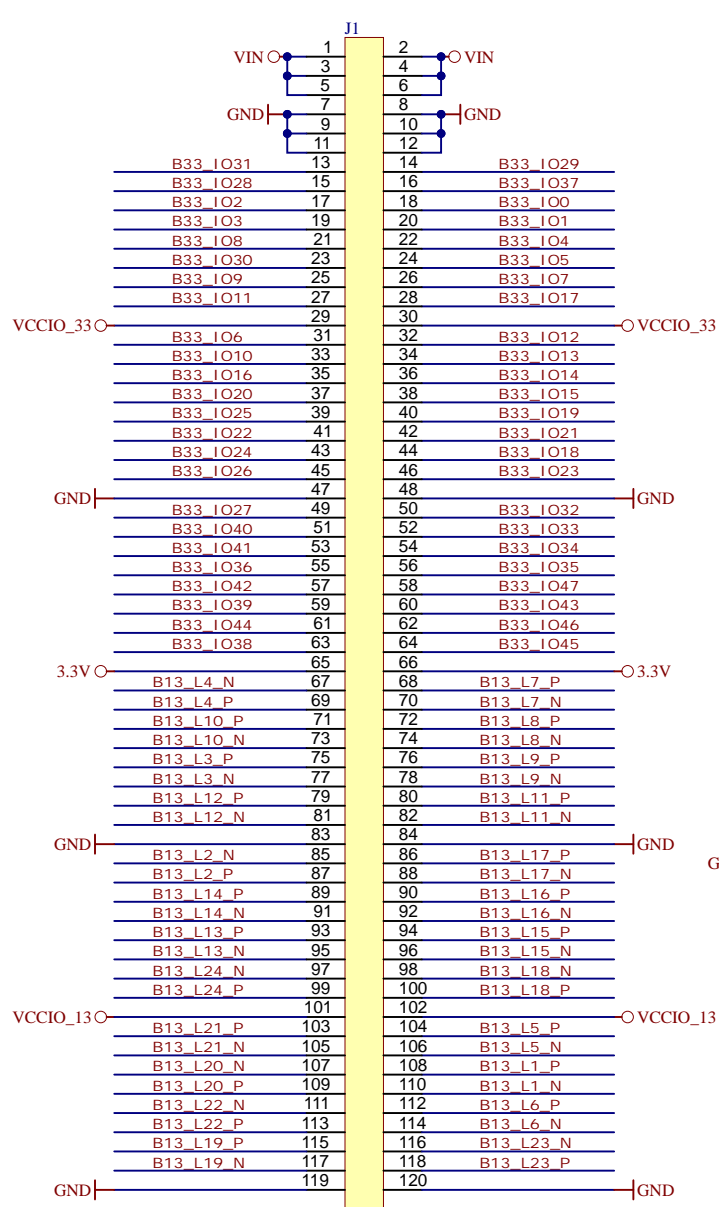 J1
VIN 1 2 VIN
3 4
5 6
GND 7 8 GND
9 10
11 12
B33_IO31 13 14 B33_IO29
B33_IO28 15 16 B33_IO37
B33_IO2 17 18 B33_IO0
B33_IO3 19 20 B33_IO1
B33_IO8 21 22 B33_IO4
B33_IO30 23 24 B33_IO5
B33_IO9 25 26 B33_IO7
B33_IO11 27 28 B33_IO17
VCCIO_33 29 30 VCCIO_33
B33_IO6 31 32 B33_IO12
B33_IO10 33 34 B33_IO13
B33_IO16 35 36 B33_IO14
B33_IO20 37 38 B33_IO15
B33_IO25 39 40 B33_IO19
B33_IO22 41 42 B33_IO21
B33_IO24 43 44 B33_IO18
B33_IO26 45 46 B33_IO23
GND 47 48 GND
B33_IO27 49 50 B33_IO32
B33_IO40 51 52 B33_IO33
B33_IO41 53 54 B33_IO34
B33_IO36 55 56 B33_IO35
B33_IO42 57 58 B33_IO47
B33_IO39 59 60 B33_IO43
B33_IO44 61 62 B33_IO46
B33_IO38 63 64 B33_IO45
3.3V 65 66 3.3V
B13_L4_N 67 68 B13_L7_P
B13_L4_P 69 70 B13_L7_N
B13_L10_P 71 72 B13_L8_P
B13_L10_N 73 74 B13_L8_N
B13_L3_P 75 76 B13_L9_P
B13_L3_N 77 78 B13_L9_N
B13_L12_P 79 80 B13_L11_P
B13_L12_N 81 82 B13_L11_N
GND 83 84 GND
B13_L2_N 85 86 B13_L17_P
G
B13_L2_P 87 88 B13_L17_N
B13_L14_P 89 90 B13_L16_P
B13_L14_N 91 92 B13_L16_N
B13_L13_P 93 94 B13_L15_P
B13_L13_N 95 96 B13_L15_N
B13_L24_N 97 98 B13_L18_N
B13_L24_P 99 100 B13_L18_P
VCCIO_13 101 102 VCCIO_13
B13_L21_P 103 104 B13_L5_P
B13_L21_N 105 106 B13_L5_N
B13_L20_N 107 108 B13_L1_P
B13_L20_P 109 110 B13_L1_N
B13_L22_N 111 112 B13_L6_P
B13_L22_P 113 114 B13_L6_N
B13_L19_P 115 116 B13_L23_N
B13_L19_N 117 118 B13_L23_P
GND 119 120 GND